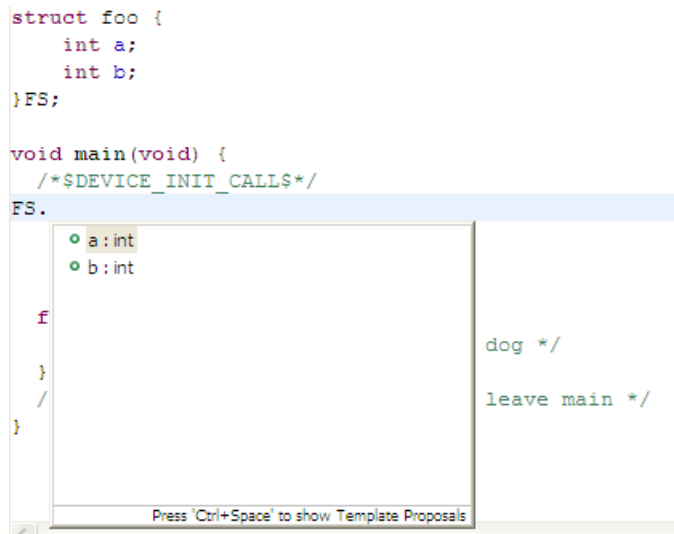 struct foo {
int a;
int b;
}FS;
void main(void) {
/*$DEVICE_INIT_CALL$*/
FS.
a : int
b : int
f
dog */
}
/ leave main */
}
Press 'Ctrl+Space' to show Template Proposals